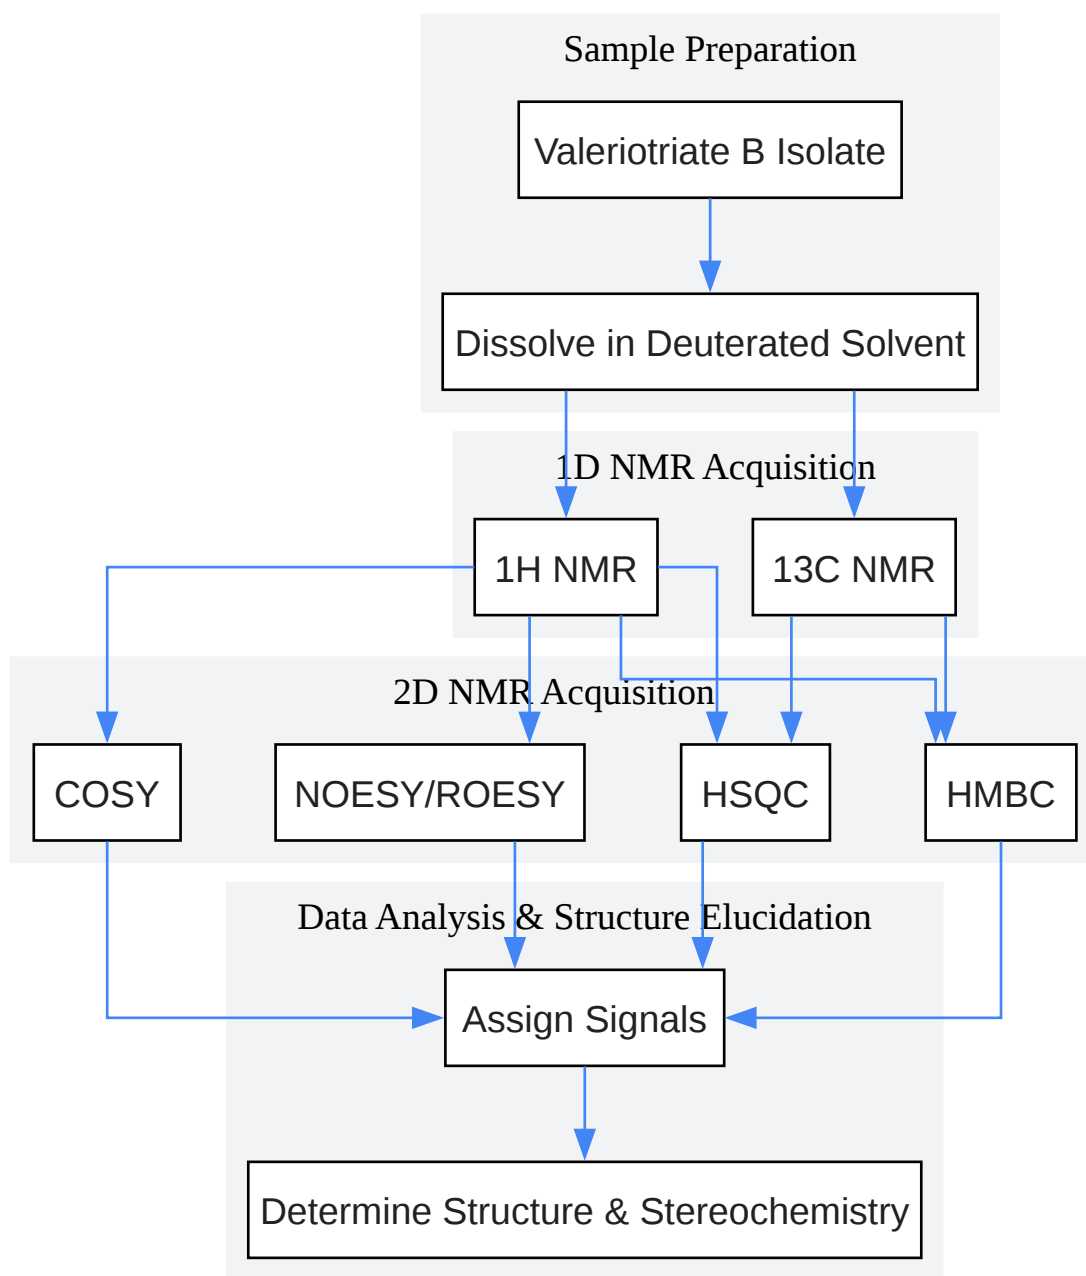 Sample Preparation
Valeriotriate B Isolate
Dissolve in Deuterated Solvent
1D NMR Acquisition
1H NMR
13C NMR
2D NMR Acquisition
COSY
NOESY/ROESY
HSQC
HMBC
Data Analysis & Structure Elucidation
Assign Signals
Determine Structure & Stereochemistry